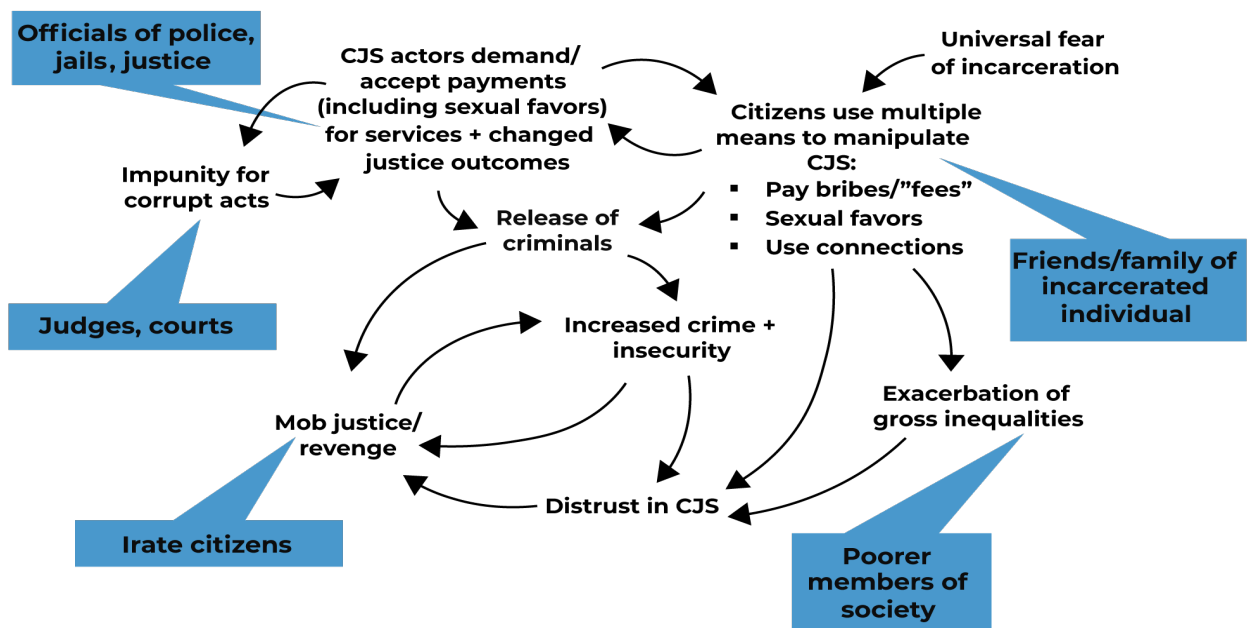 Officials of police,
jails, justice
CJS actors demand/
accept payments
(including sexual favors)
for services + changed
justice outcomes
Universal fear
of incarceration
Citizens use multiple
means to manipulate
CJS:
▪ Pay bribes/”fees”
▪ Sexual favors
▪ Use connections
Impunity for
corrupt acts
Release of
criminals
Friends/family of
incarcerated
individual
Judges, courts
Increased crime +
insecurity
Exacerbation of
gross inequalities
Mob justice/
revenge
Distrust in CJS
Irate citizens
Poorer
members of
society